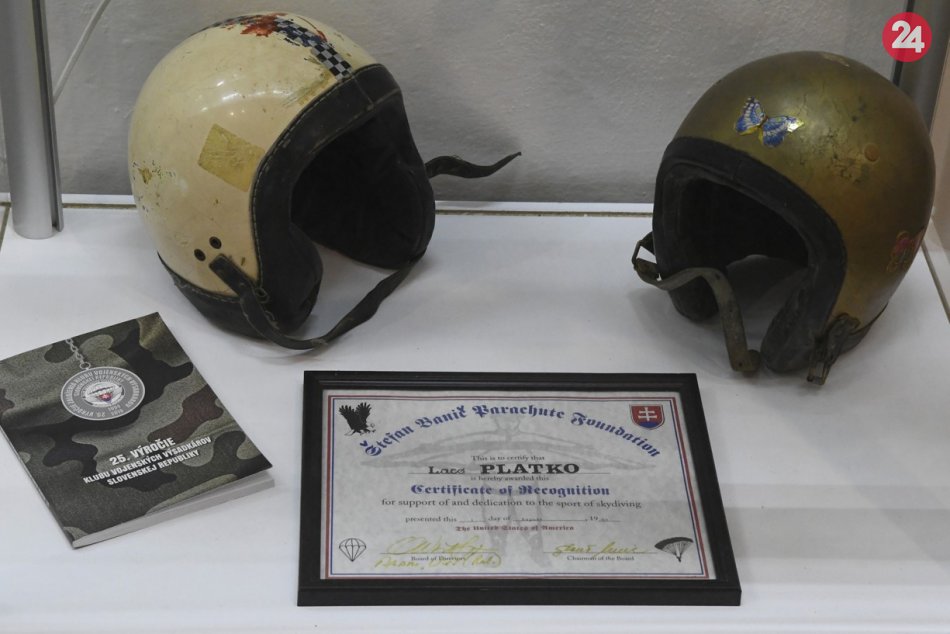 24
25. VÝROČIE
KLUBU VOJENSKÝCH VÝSADKÁROV
SLOVENSKEJ REPUBLIKY
Štefan Banič Parachute Foundation
This is to certify that
PLATKO
is hereby awarded this
Certificate of Recognition
for support of and dedication to the sport of skydiving
presented this day of , 19
The United States of America
Board of Directors
Chairman of the Board